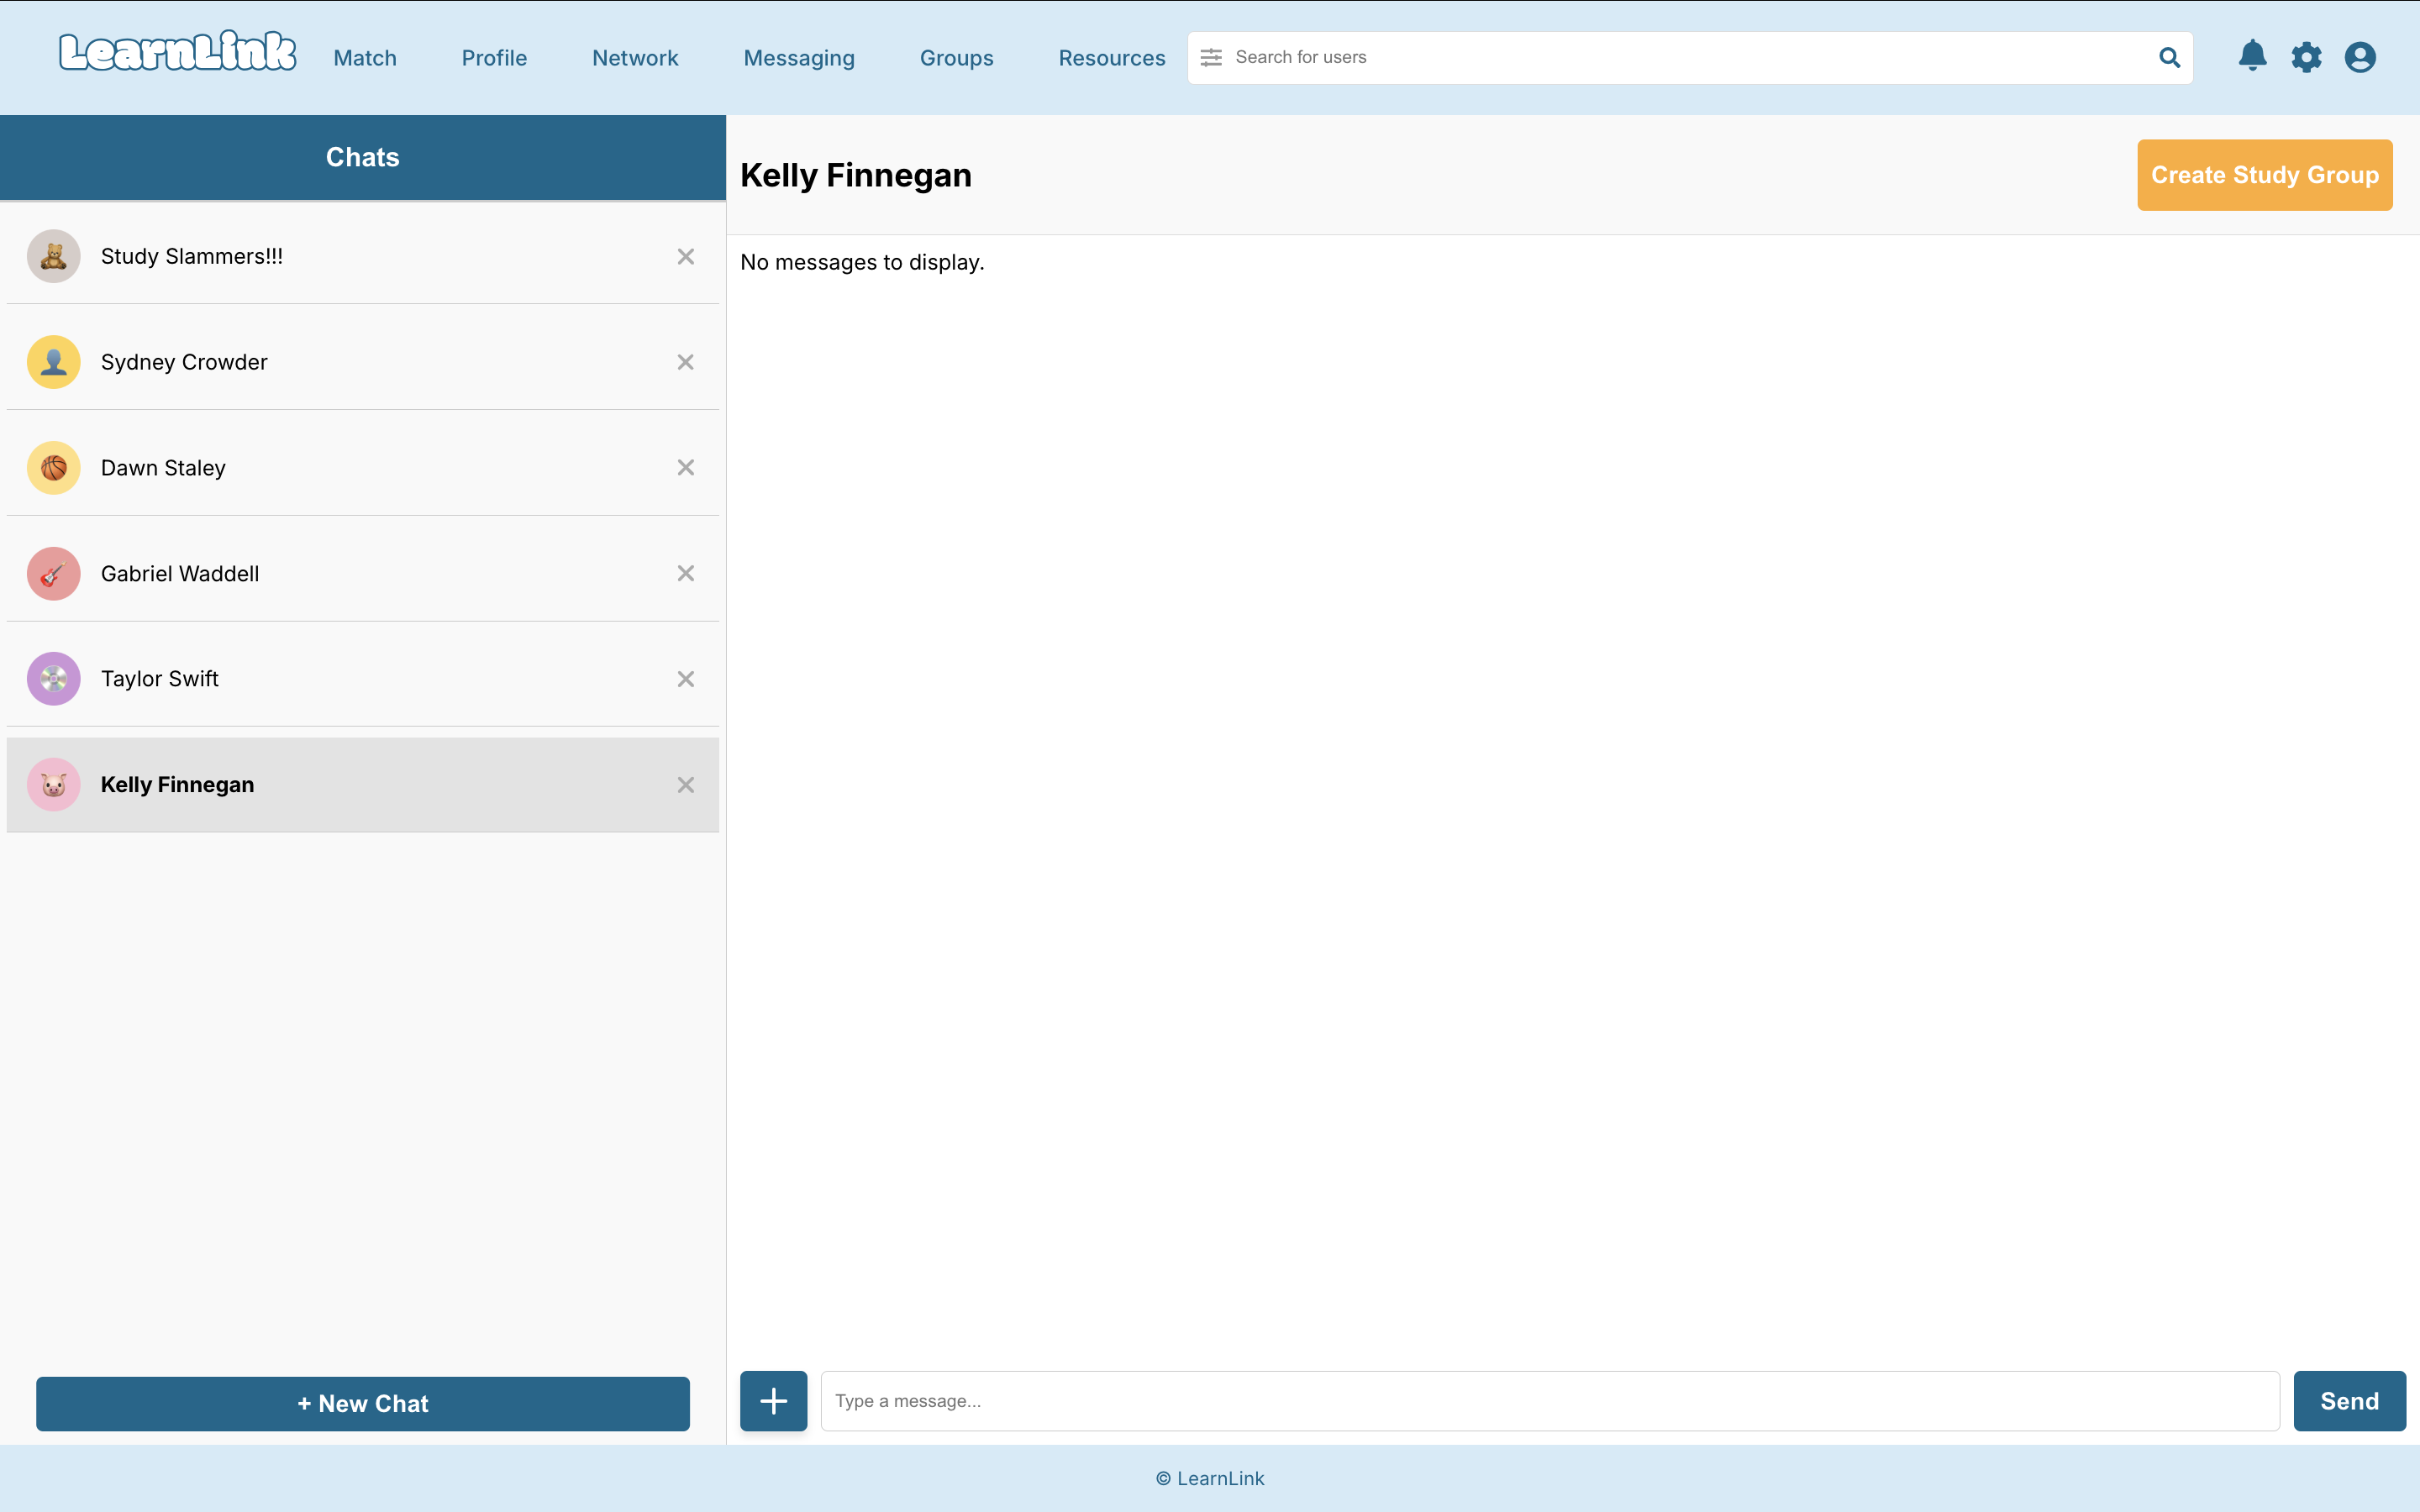 LearnLink
Match
Profile
Network
Messaging
Groups
Resources
Search for users
Chats
Study Slammers!!!
Sydney Crowder
Dawn Staley
Gabriel Waddell
Taylor Swift
Kelly Finnegan
+ New Chat
Kelly Finnegan
Create Study Group
No messages to display.
Type a message...
Send
© LearnLink